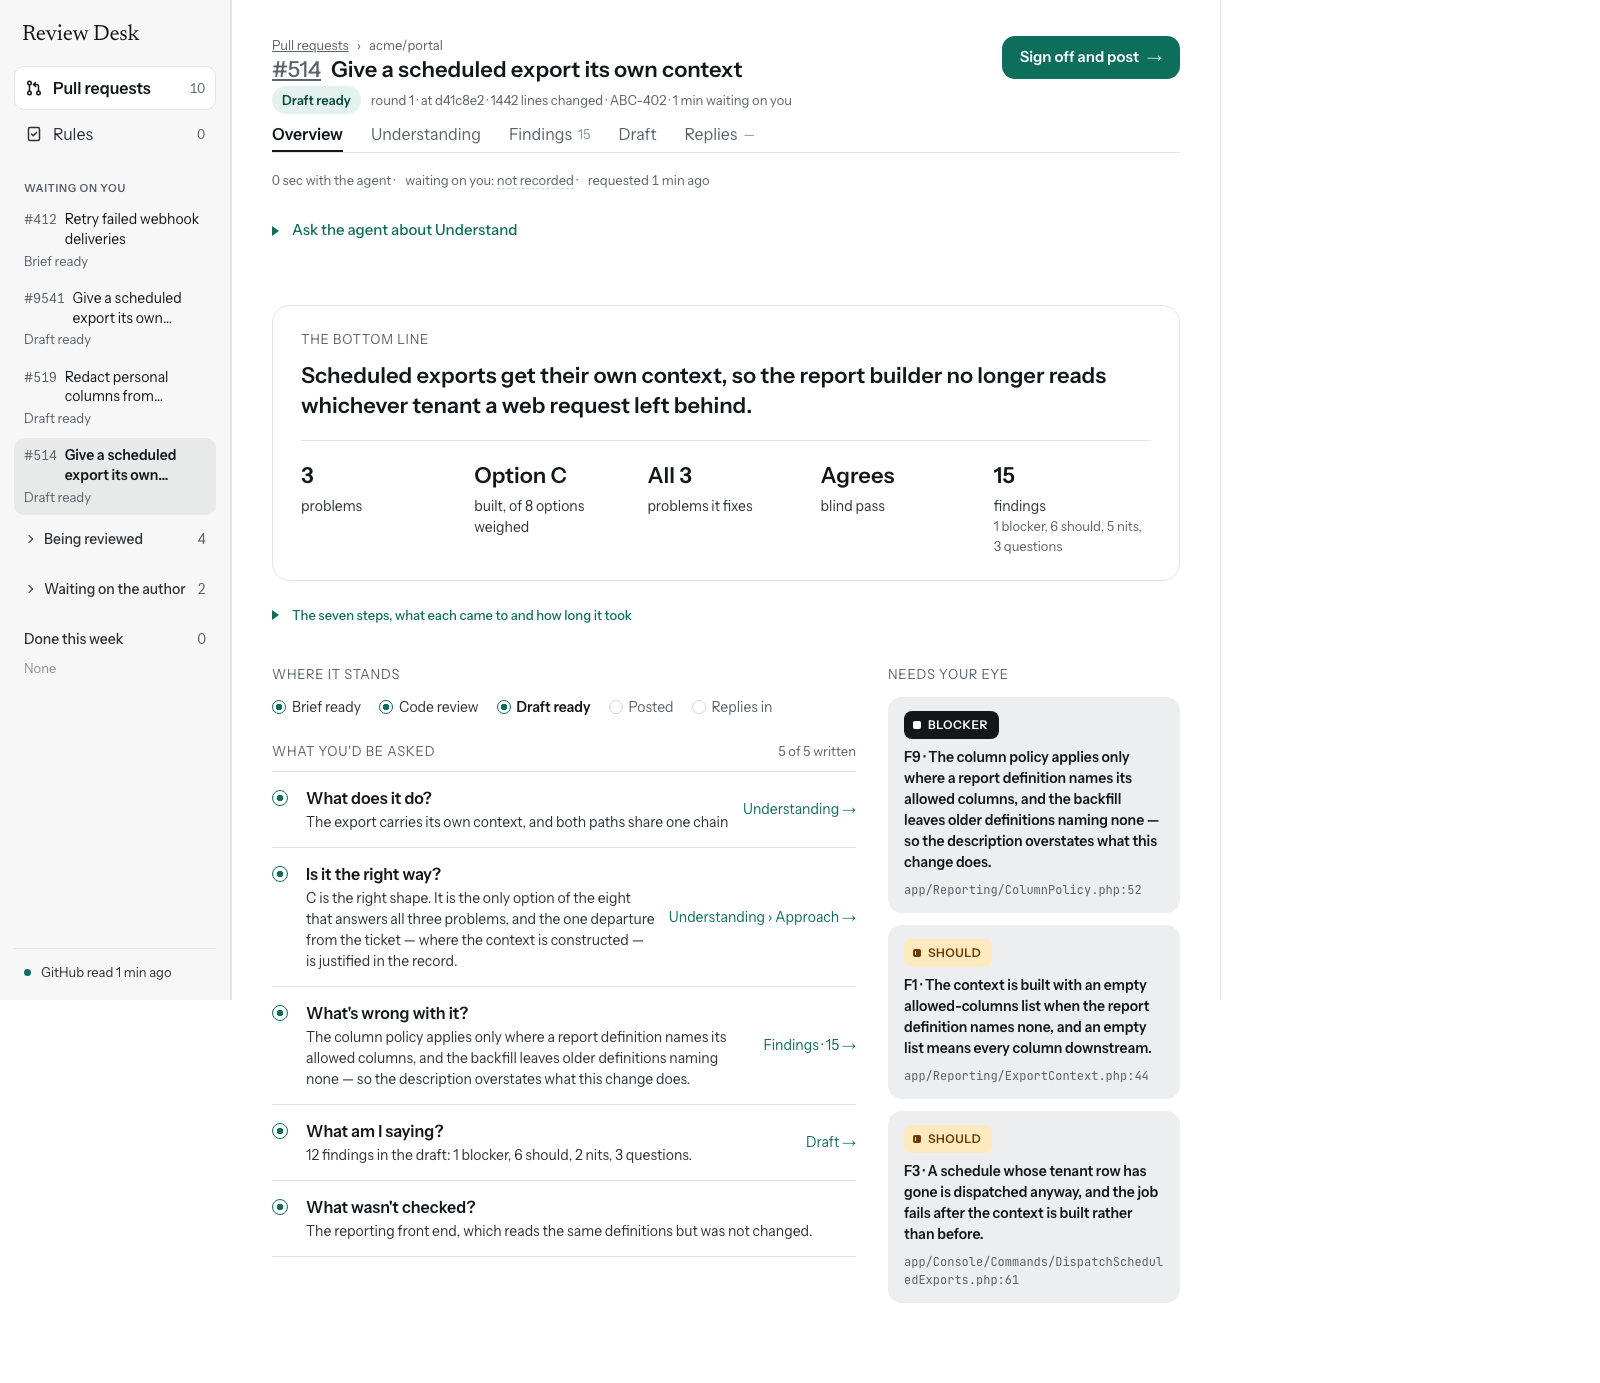 Review Desk
Pull requests 10
Rules 0
WAITING ON YOU
#412 Retry failed webhook
deliveries
Brief ready
#9541 Give a scheduled
export its own…
Draft ready
#519 Redact personal
columns from…
Draft ready
#514 Give a scheduled
export its own…
Draft ready
Being reviewed 4
Waiting on the author 2
Done this week 0
None
GitHub read 1 min ago
Pull requests › acme/portal
#514 Give a scheduled export its own context
Sign off and post →
Draft ready round 1 · at d41c8e2 · 1442 lines changed · ABC-402 · 1 min waiting on you
Overview Understanding Findings 15 Draft Replies —
0 sec with the agent · waiting on you: not recorded · requested 1 min ago
Ask the agent about Understand
THE BOTTOM LINE
Scheduled exports get their own context, so the report builder no longer reads
whichever tenant a web request left behind.
3
problems
Option C
built, of 8 options
weighed
All 3
problems it fixes
Agrees
blind pass
15
findings
1 blocker, 6 should, 5 nits,
3 questions
The seven steps, what each came to and how long it took
WHERE IT STANDS
Brief ready Code review Draft ready Posted Replies in
WHAT YOU'D BE ASKED 5 of 5 written
What does it do?
The export carries its own context, and both paths share one chain
Understanding →
Is it the right way?
C is the right shape. It is the only option of the eight
that answers all three problems, and the one departure
from the ticket — where the context is constructed —
is justified in the record.
Understanding › Approach →
What's wrong with it?
The column policy applies only where a report definition names its
allowed columns, and the backfill leaves older definitions naming
none — so the description overstates what this change does.
Findings · 15 →
What am I saying?
12 findings in the draft: 1 blocker, 6 should, 2 nits, 3 questions.
Draft →
What wasn't checked?
The reporting front end, which reads the same definitions but was not changed.
NEEDS YOUR EYE
BLOCKER
F9 · The column policy applies only
where a report definition names its
allowed columns, and the backfill
leaves older definitions naming none —
so the description overstates what this
change does.
app/Reporting/ColumnPolicy.php:52
SHOULD
F1 · The context is built with an empty
allowed-columns list when the report
definition names none, and an empty
list means every column downstream.
app/Reporting/ExportContext.php:44
SHOULD
F3 · A schedule whose tenant row has
gone is dispatched anyway, and the job
fails after the context is built rather
than before.
app/Console/Commands/DispatchSchedul
edExports.php:61